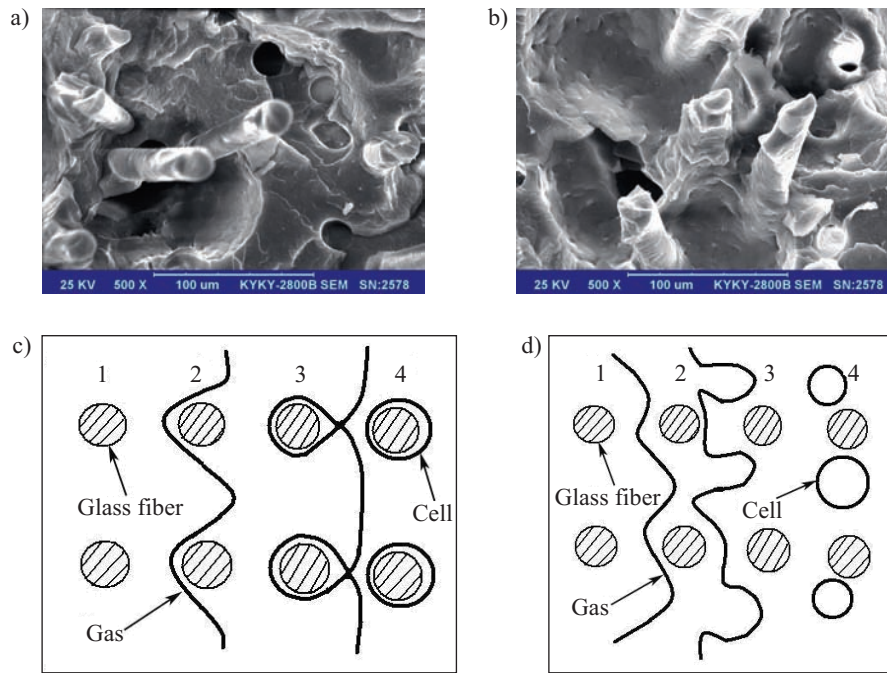 a)
b)
25 KV 500 X 100 um KYKY-2800B SEM SN:2578
25 KV 500 X 100 um KYKY-2800B SEM SN:2578
c)
1 2 3 4
Glass fiber
Cell
Gas
d)
1 2 3 4
Glass fiber
Cell
Gas